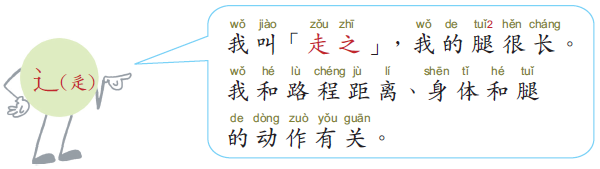 wǒ jiào zǒu zhī wǒ de tuǐ2 hěn cháng
我叫「走之」，我的腿很长。
wǒ hé lù chéng jù lí shēn tǐ hé tuǐ
我和路程距离、身体和腿
de dòng zuò yǒu guān
的动作有关。
辶(辵)